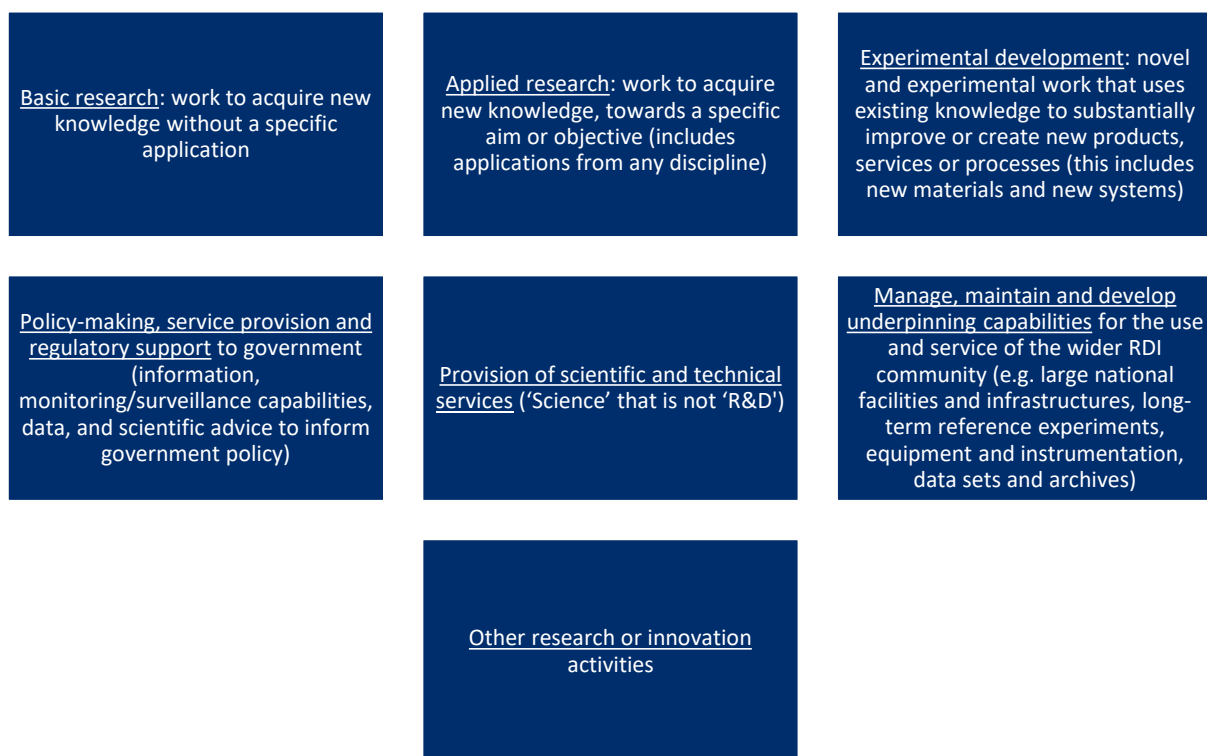 Basic research: work to acquire new
knowledge without a specific
application
Applied research: work to acquire
new knowledge, towards a specific
aim or objective (includes
applications from any discipline)
Experimental development: novel
and experimental work that uses
existing knowledge to substantially
improve or create new products,
services or processes (this includes
new materials and new systems)
Policy-making, service provision and
regulatory support to government
(information,
monitoring/surveillance capabilities,
data, and scientific advice to inform
government policy)
Provision of scientific and technical
services (‘Science’ that is not ‘R&D')
Manage, maintain and develop
underpinning capabilities for the use
and service of the wider RDI
community (e.g. large national
facilities and infrastructures, long-
term reference experiments,
equipment and instrumentation,
data sets and archives)
Other research or innovation
activities